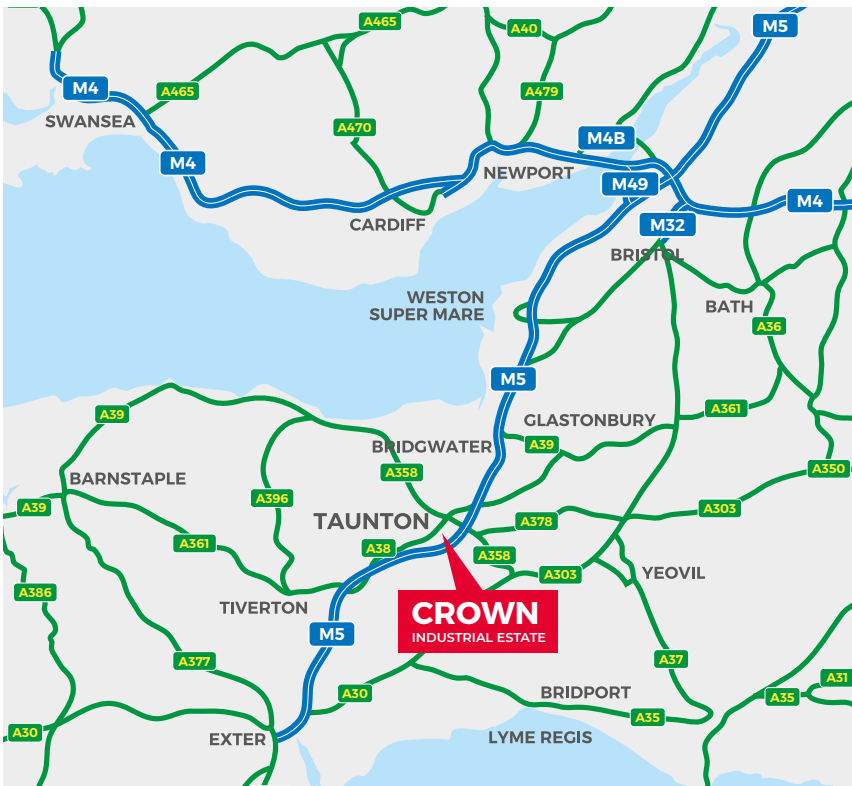 A465
A40
M5
M4
A465
A479
SWANSEA
A470
M4B
M4
NEWPORT
M49
M4
CARDIFF
M32
BRISTOL
WESTON
SUPER MARE
BATH
A36
M5
A39
A361
GLASTONBURY
BRIDGWATER
A39
A358
A350
BARNSTAPLE
A396
A39
A303
TAUNTON
A378
A361
A38
A358
A303
YEOVIL
A386
TIVERTON
CROWN
INDUSTRIAL ESTATE
M5
A377
A37
A31
A30
BRIDPORT
A35
A35
A30
EXTER
LYME REGIS